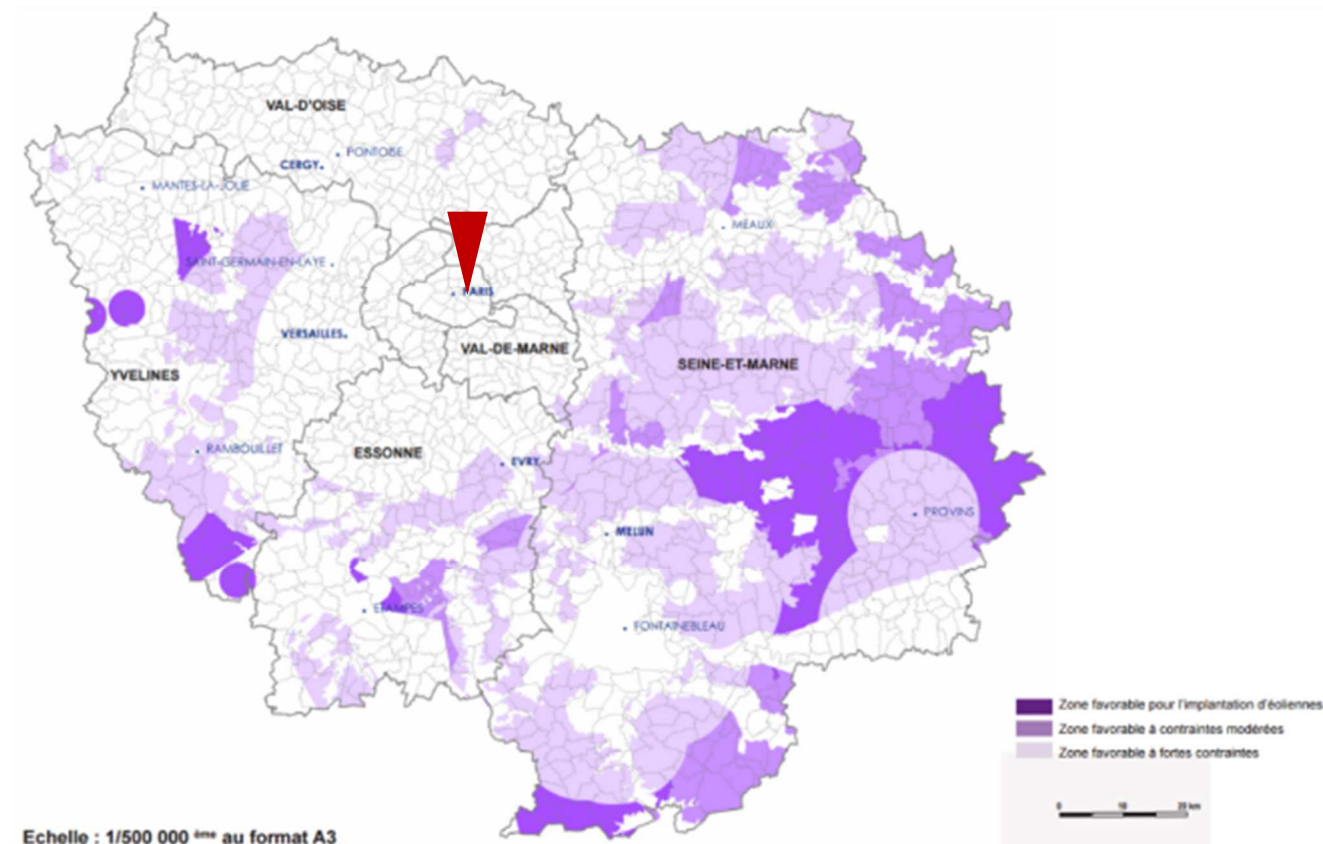 VAL-D'OISE
PONTOISE
CERGY
MANTES-LA-JOLIE
MEAUX
SAINT-GERMAIN-EN-LAYE
PARIS
VERSAILLES
VAL-DE-MARNE
SEINE-ET-MARNE
YVELINES
RAMBOUILLET
ESSONNE
EVRY
PROVINS
MELUN
ETAMPES
FONTAINEBLEAU
Zone favorable pour l'implantation d'éoliennes
Zone favorable à contraintes modérées
Zone favorable à fortes contraintes
0 10 20 km
Echelle : 1/500 000 ème au format A3